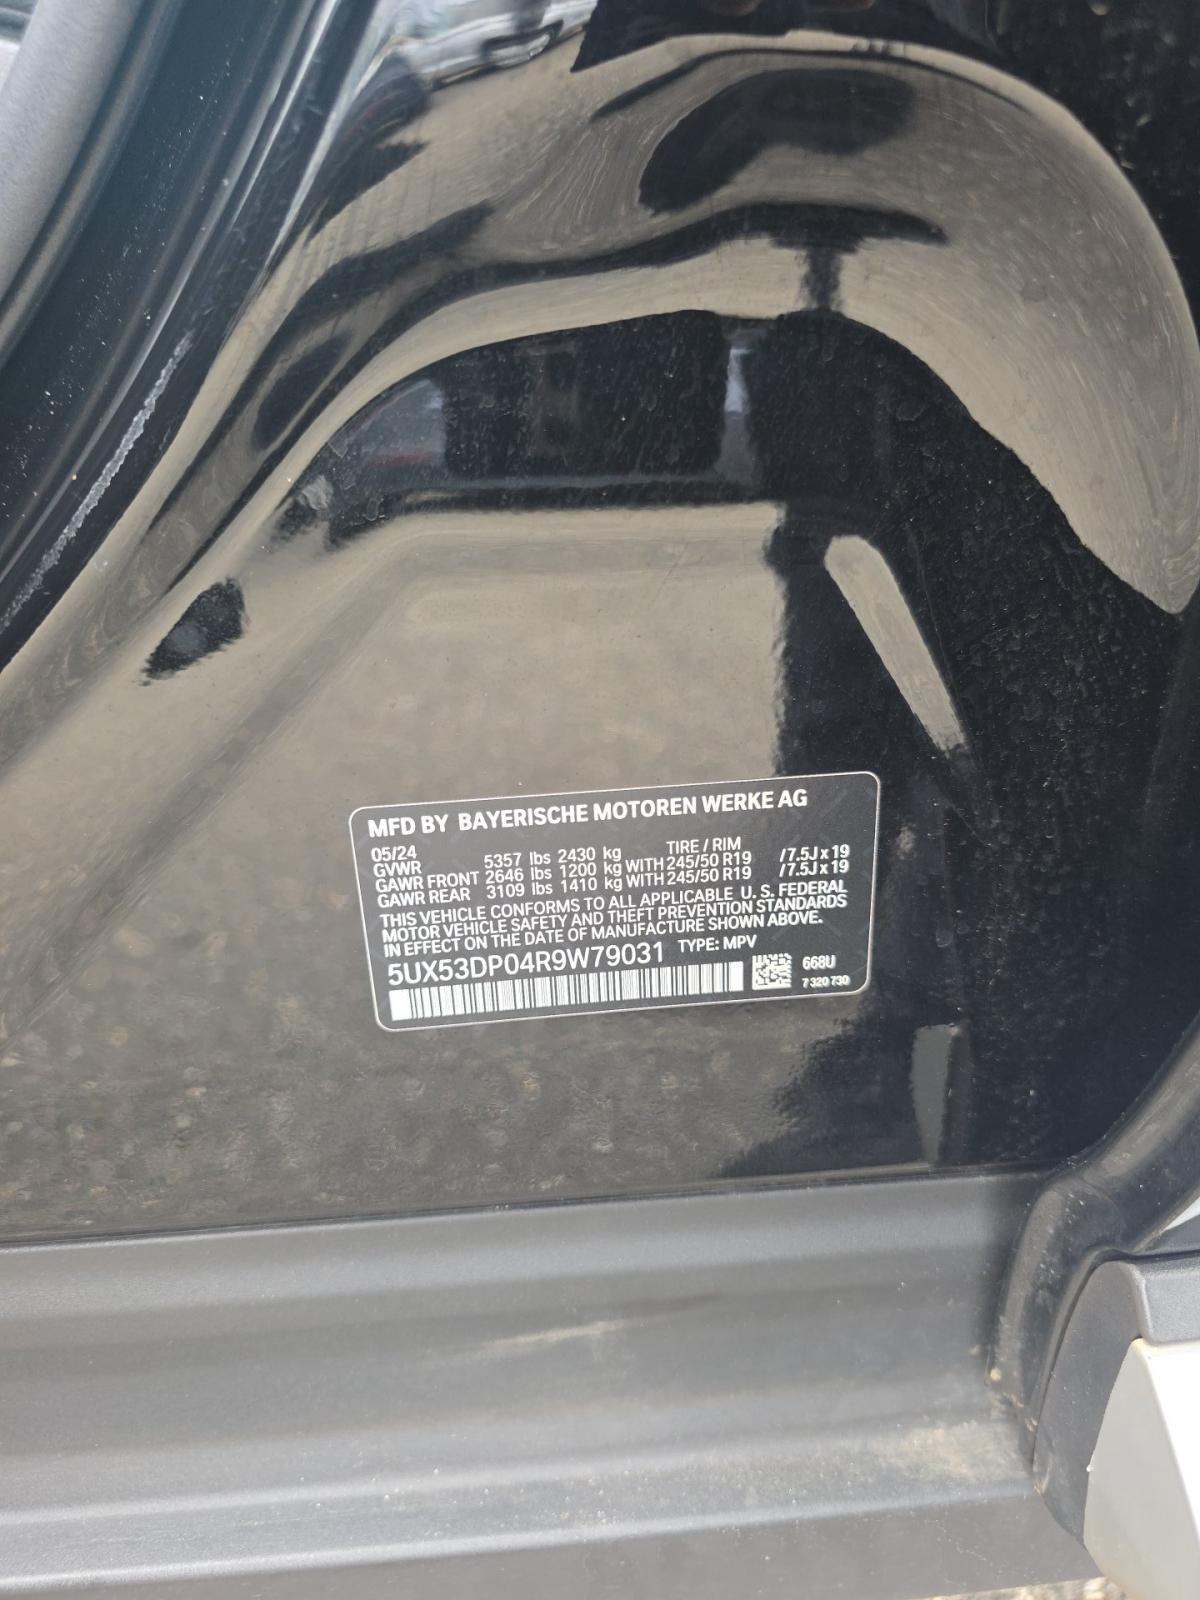 MFD BY BAYERISCHE MOTOREN WERKE AG
05/24 TIRE / RIM
GVWR 5357 lbs 2430 kg
GAWR FRONT 2646 lbs 1200 kg WITH 245/50 R19 /7.5J x 19
GAWR REAR 3109 lbs 1410 kg WITH 245/50 R19 /7.5J x 19
THIS VEHICLE CONFORMS TO ALL APPLICABLE U. S. FEDERAL
MOTOR VEHICLE SAFETY AND THEFT PREVENTION STANDARDS
IN EFFECT ON THE DATE OF MANUFACTURE SHOWN ABOVE.
5UX53DP04R9W79031 TYPE: MPV
668U
7 320 730